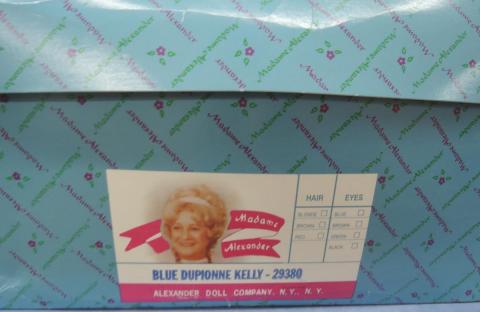 Madame Alexander
HAIR EYES
BLONDE BLUE
BROWN BROWN
RED GREEN
BLACK
Madame
Alexander
BLUE DUPIONNE KELLY - 29380
ALEXANDER DOLL COMPANY, N.Y., N.Y.